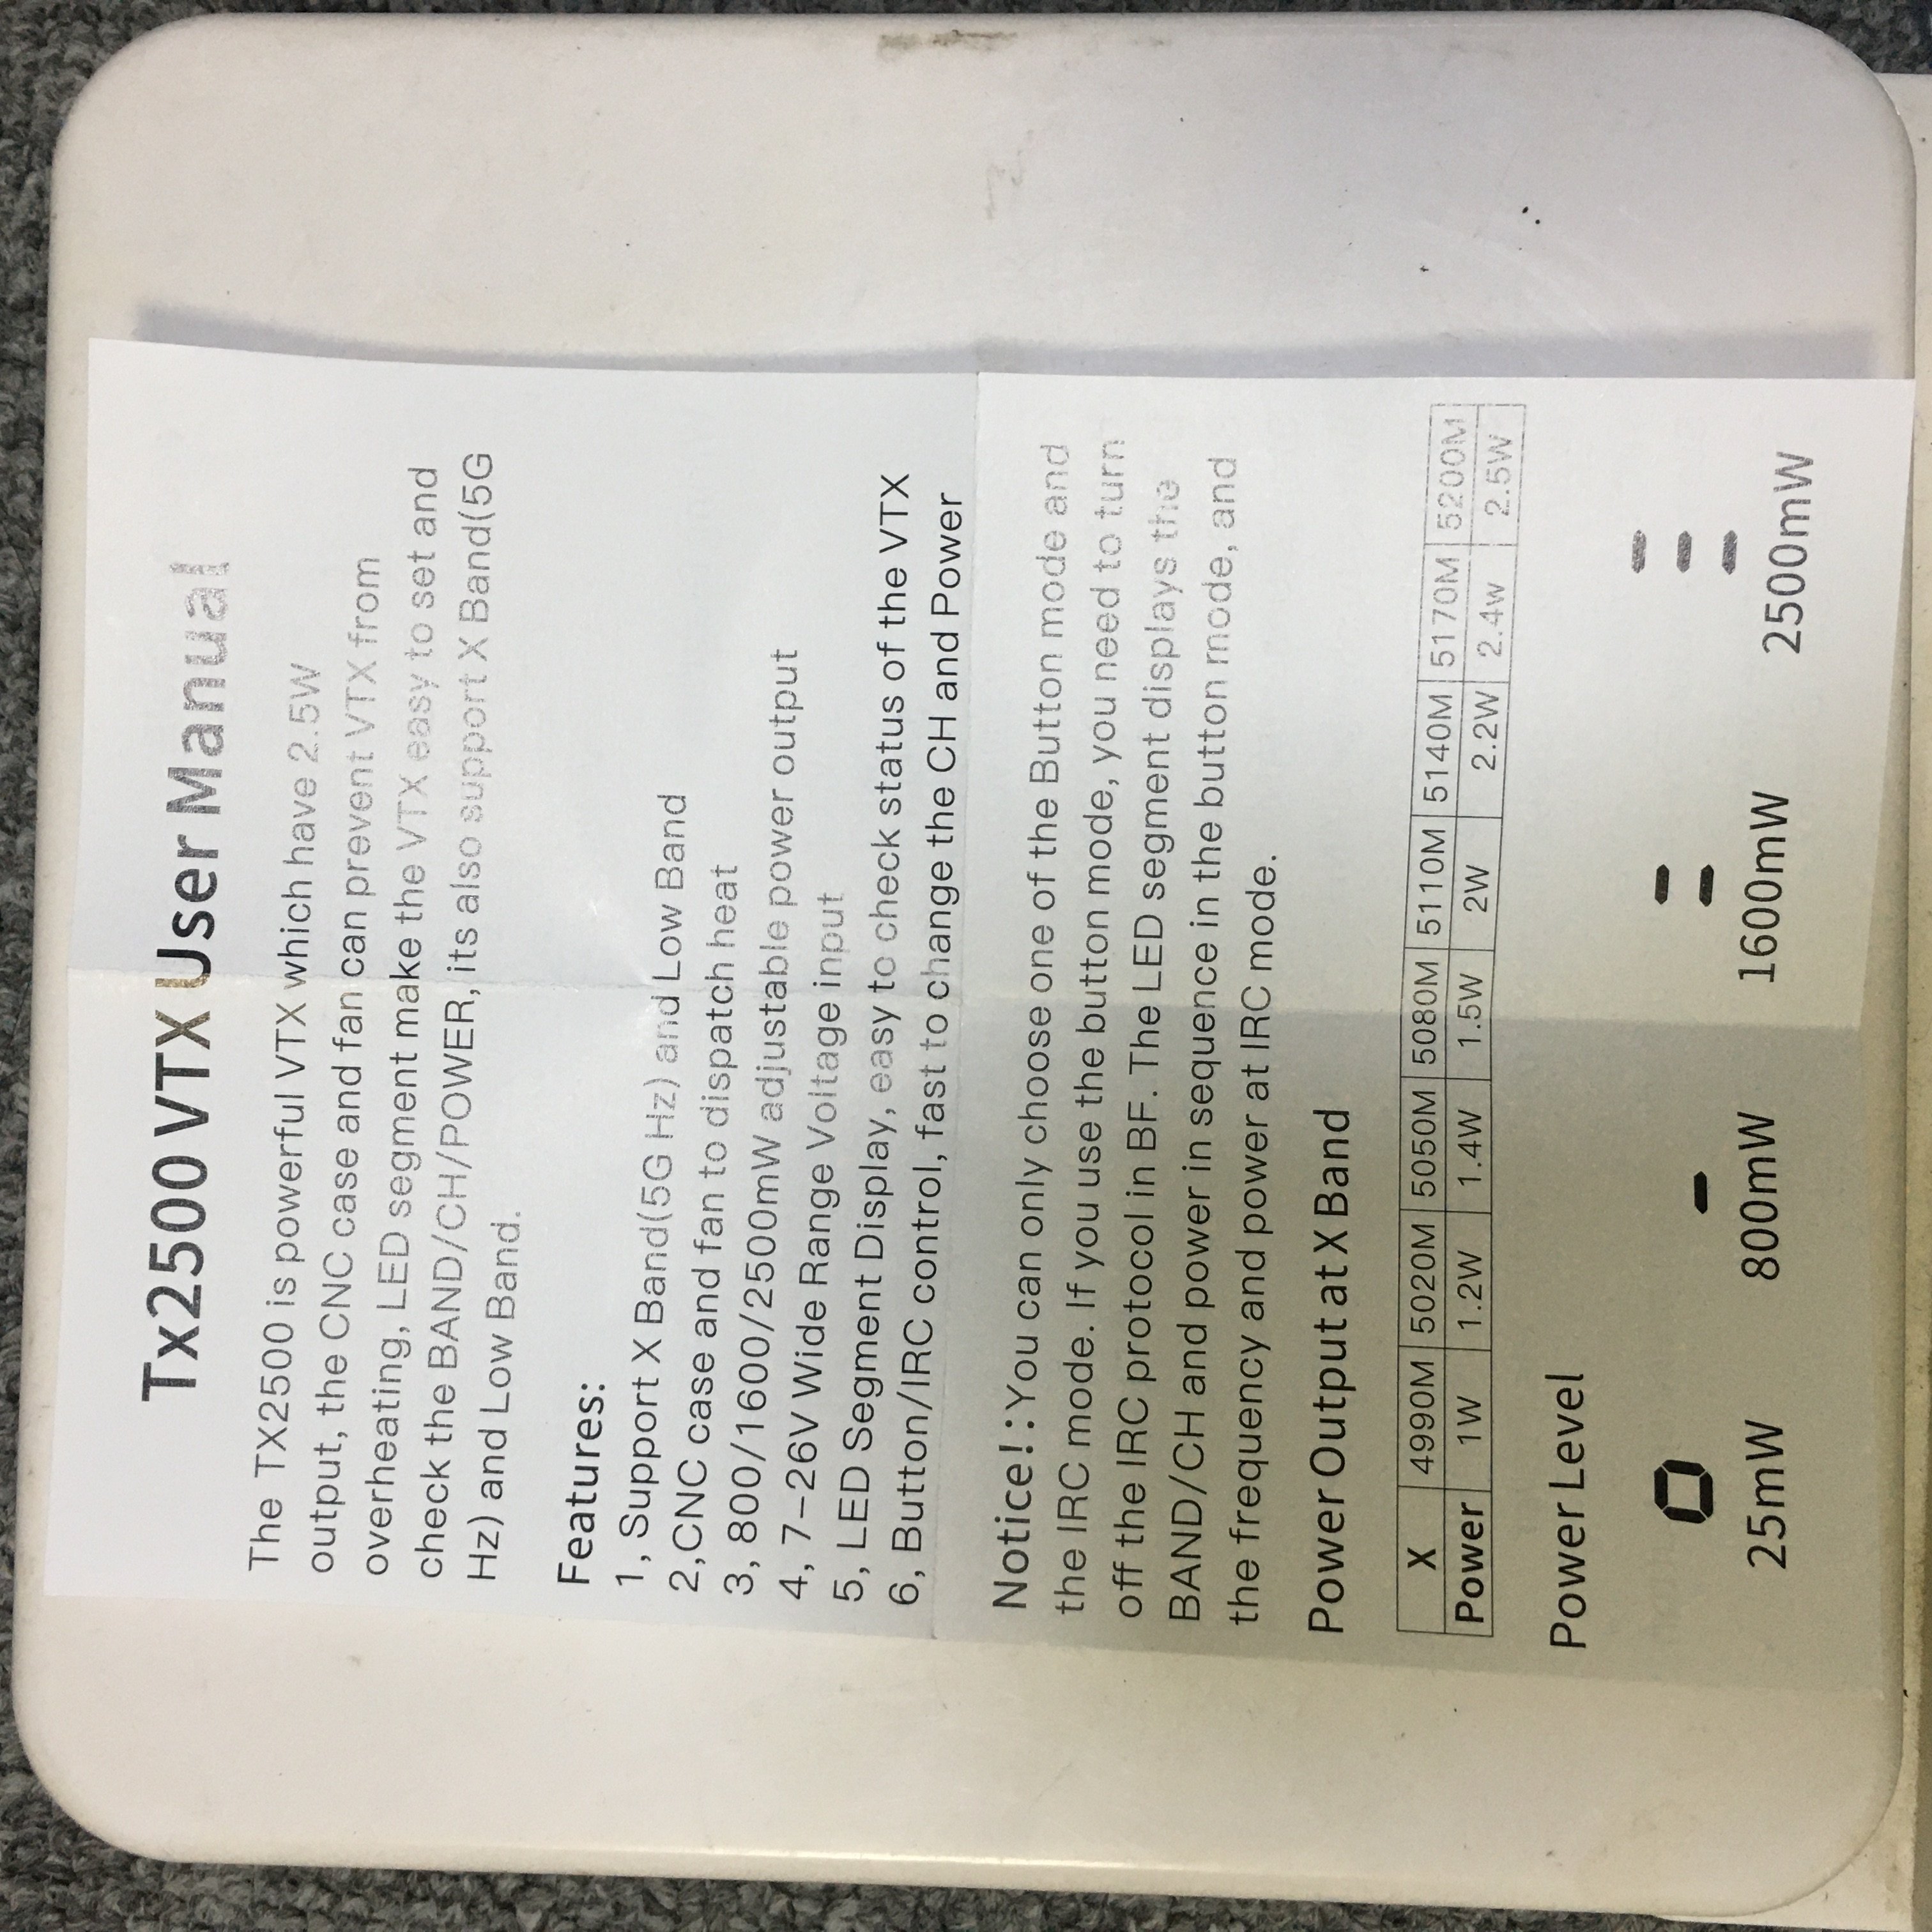 Tx2500 VTX User Manual
The TX2500 is powerful VTX which have 2.5W
output, the CNC case and fan can prevent VTX from
overheating, LED segment make the VTX easy to set and
check the BAND/CH/POWER, its also support X Band(5G
Hz) and Low Band.
Features:
1, Support X Band(5G Hz) and Low Band
2,CNC case and fan to dispatch heat
3, 800/1600/2500mW adjustable power output
4, 7-26V Wide Range Voltage input
5, LED Segment Display, easy to check status of the VTX
6, Button/IRC control, fast to change the CH and Power
Notice!:You can only choose one of the Button mode and
the IRC mode. If you use the button mode, you need to turn
off the IRC protocol in BF. The LED segment displays the
BAND/CH and power in sequence in the button mode, and
the frequency and power at IRC mode.
Power Output at X Band
X 4990M 5020M 5050M 5080M 5110M 5140M 5170M 5200M
Power 1W 1.2W 1.4W 1.5W 2W 2.2W 2.4w 2.5W
Power Level
25mW 800mW 1600mW 2500mW